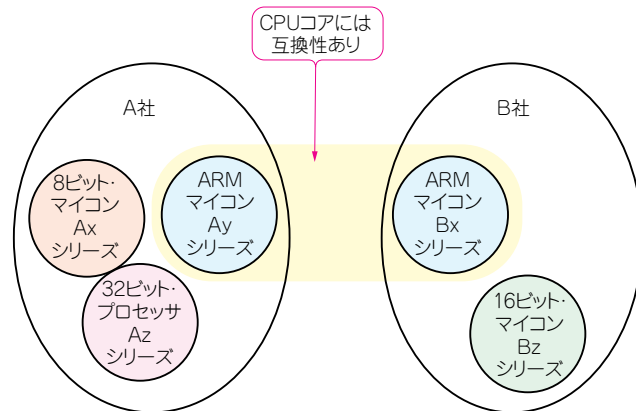 CPUコアには
互換性あり
A社
B社
8ビット・
マイコン
Ax
シリーズ
ARM
マイコン
Ay
シリーズ
ARM
マイコン
Bx
シリーズ
32ビット・
プロセッサ
Az
シリーズ
16ビット・
マイコン
Bz
シリーズ